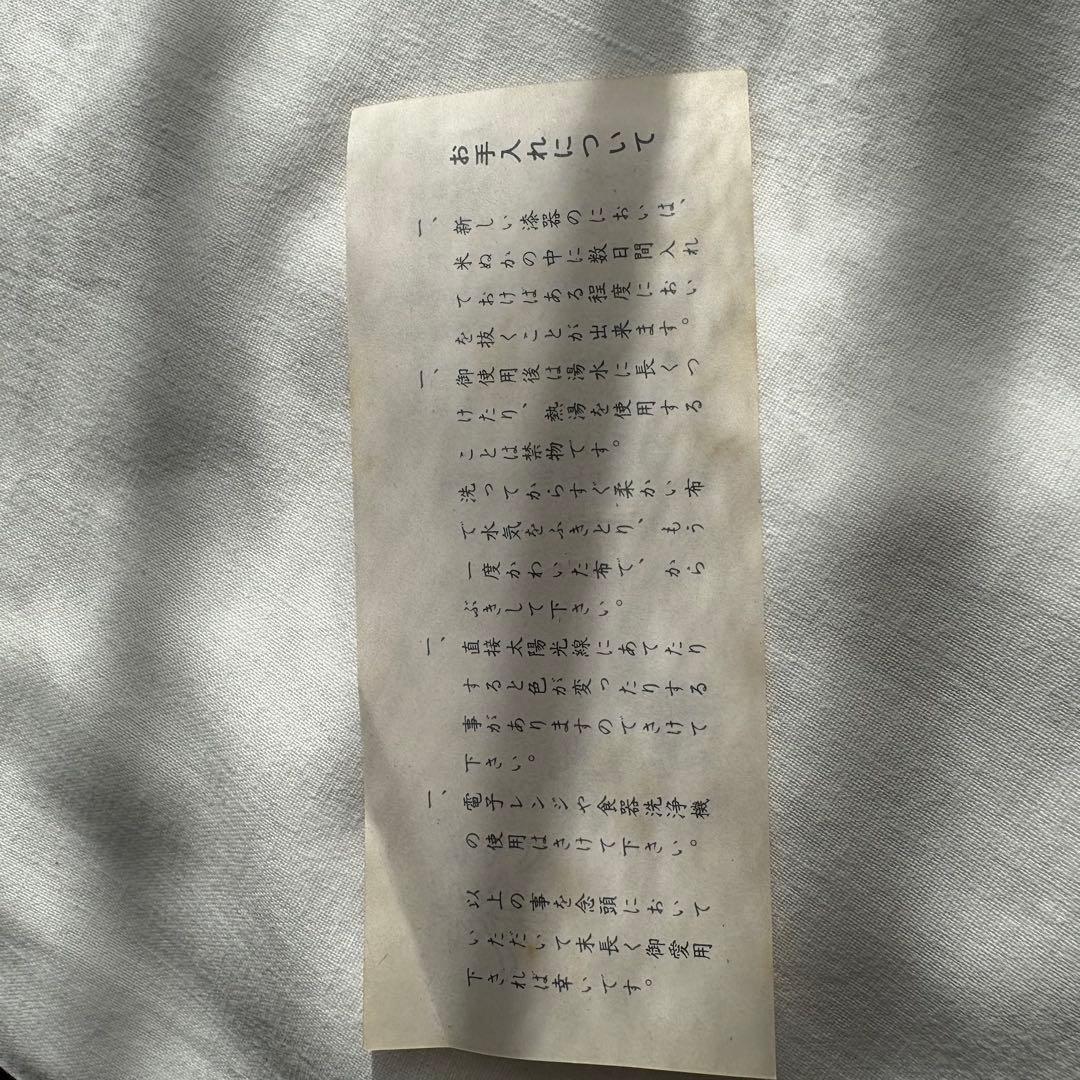 お手入れについて
一、新しい漆器のにおいは、
米ぬかの中に数日間入れ
ておけばある程度におい
を抜くことが出来ます。
一、御使用後は湯水に長くつ
けたり、熱湯を使用する
ことは禁物です。
洗ってからすぐ柔かい布
で水気をふきとり、もう
一度かわいた布で、から
ぶきして下さい。
一、直接太陽光線にあてたり
すると色が変ったりする
事がありますのでさけて
下さい。
一、電子レンジや食器洗浄機
の使用はさけて下さい。
以上の事を念頭において
いただいて末長く御愛用
下されば幸いです。